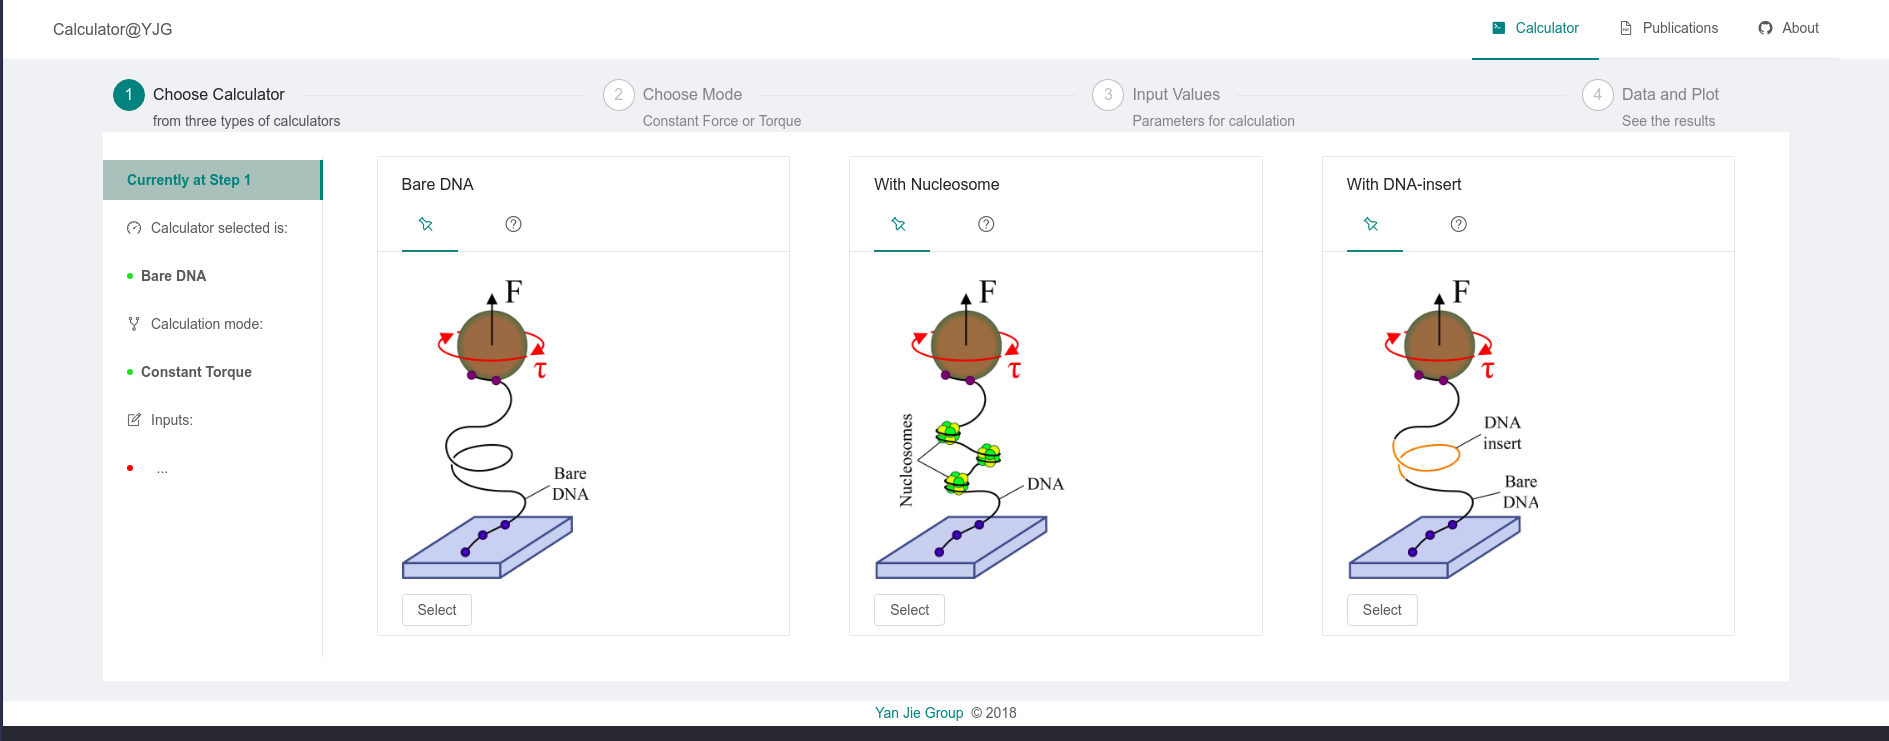 Calculator@YJG
Calculator
Publications
About
1
Choose Calculator
from three types of calculators
2
Choose Mode
Constant Force or Torque
3
Input Values
Parameters for calculation
4
Data and Plot
See the results
Currently at Step 1
Calculator selected is:
Bare DNA
Calculation mode:
Constant Torque
Inputs:
...
Bare DNA
?
F
τ
Bare
DNA
Select
With Nucleosome
?
F
τ
Nucleosomes
DNA
Select
With DNA-insert
?
F
τ
DNA
insert
Bare
DNA
Select
Yan Jie Group © 2018